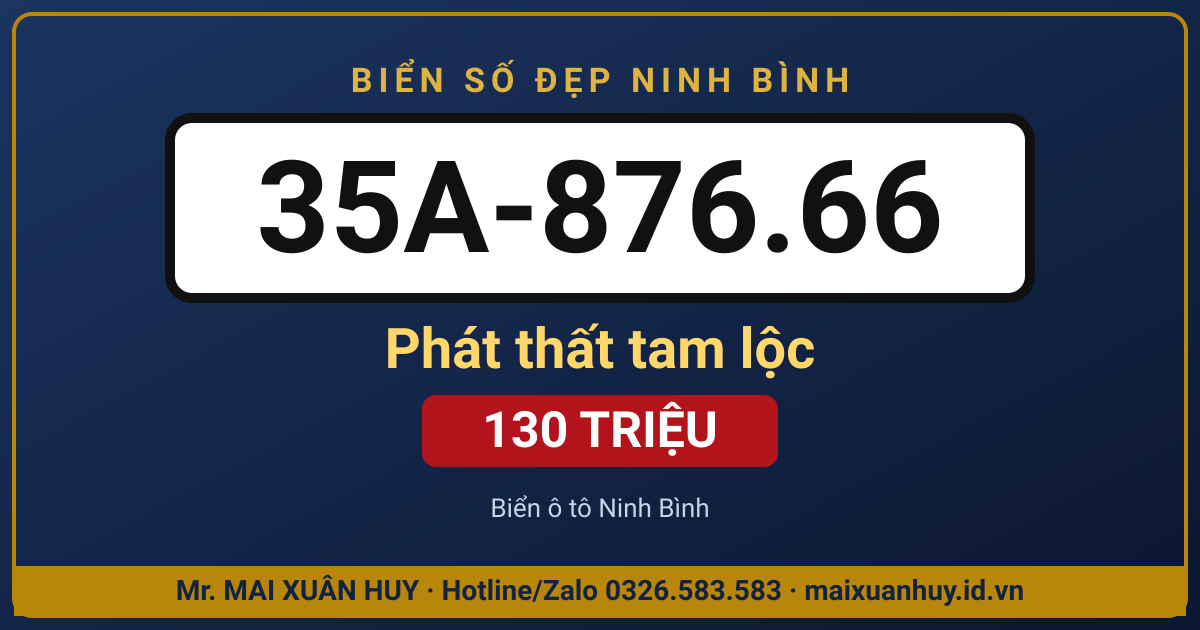 BIỂN SỐ ĐẸP NINH BÌNH
35A-876.66
Phát thất tam lộc
130 TRIỆU
Biển ô tô Ninh Bình
Mr. MAI XUÂN HUY · Hotline/Zalo 0326.583.583 · maixuanhuy.id.vn